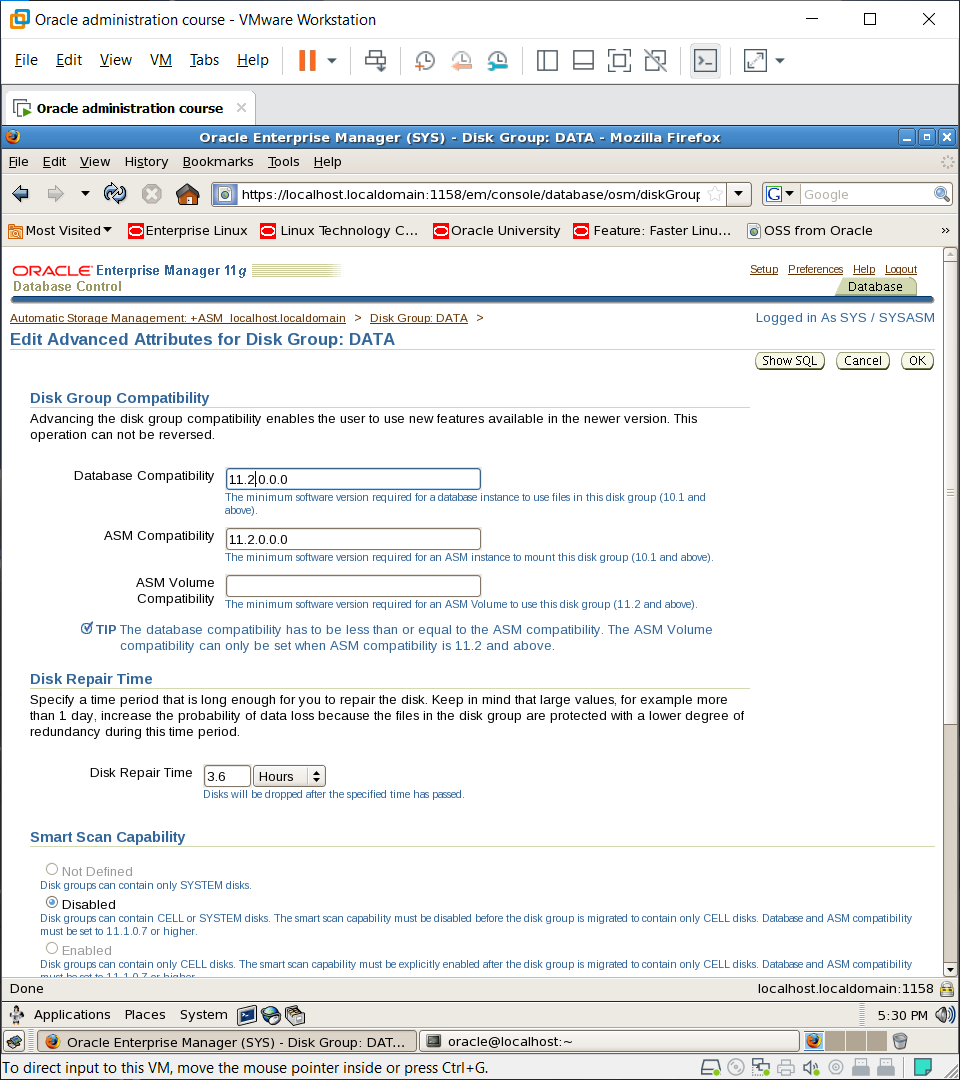 Oracle administration course - VMware Workstation
File Edit View VM Tabs Help
Oracle administration course
Oracle Enterprise Manager (SYS) - Disk Group: DATA - Mozilla Firefox
File Edit View History Bookmarks Tools Help
https://localhost.localdomain:1158/em/console/database/osm/diskGroup
G Google
Most Visited Enterprise Linux Linux Technology C... Oracle University Feature: Faster Linu... OSS from Oracle »
ORACLE Enterprise Manager 11g
Database Control
Setup Preferences Help Logout
Database
Automatic Storage Management: +ASM_localhost.localdomain > Disk Group: DATA >
Logged in As SYS / SYSASM
Edit Advanced Attributes for Disk Group: DATA
Show SQL Cancel OK
Disk Group Compatibility
Advancing the disk group compatibility enables the user to use new features available in the newer version. This
operation can not be reversed.
Database Compatibility 11.2.0.0.0
The minimum software version required for a database instance to use files in this disk group (10.1 and
above).
ASM Compatibility 11.2.0.0.0
The minimum software version required for an ASM instance to mount this disk group (10.1 and above).
ASM Volume
Compatibility
The minimum software version required for an ASM Volume to use this disk group (11.2 and above).
TIP The database compatibility has to be less than or equal to the ASM compatibility. The ASM Volume
compatibility can only be set when ASM compatibility is 11.2 and above.
Disk Repair Time
Specify a time period that is long enough for you to repair the disk. Keep in mind that large values, for example more
than 1 day, increase the probability of data loss because the files in the disk group are protected with a lower degree of
redundancy during this time period.
Disk Repair Time 3.6 Hours
Disks will be dropped after the specified time has passed.
Smart Scan Capability
Not Defined
Disk groups can contain only SYSTEM disks.
Disabled
Disk groups can contain CELL or SYSTEM disks. The smart scan capability must be disabled before the disk group is migrated to contain only CELL disks. Database and ASM compatibility
must be set to 11.1.0.7 or higher.
Enabled
Disk groups can contain only CELL disks. The smart scan capability must be explicitly enabled after the disk group is migrated to contain only CELL disks. Database and ASM compatibility
must be set to 11.1.0.7 or higher.
Done
localhost.localdomain:1158
Applications Places System
5:30 PM
Oracle Enterprise Manager (SYS) - Disk Group: DAT...
oracle@localhost:~
To direct input to this VM, move the mouse pointer inside or press Ctrl+G.